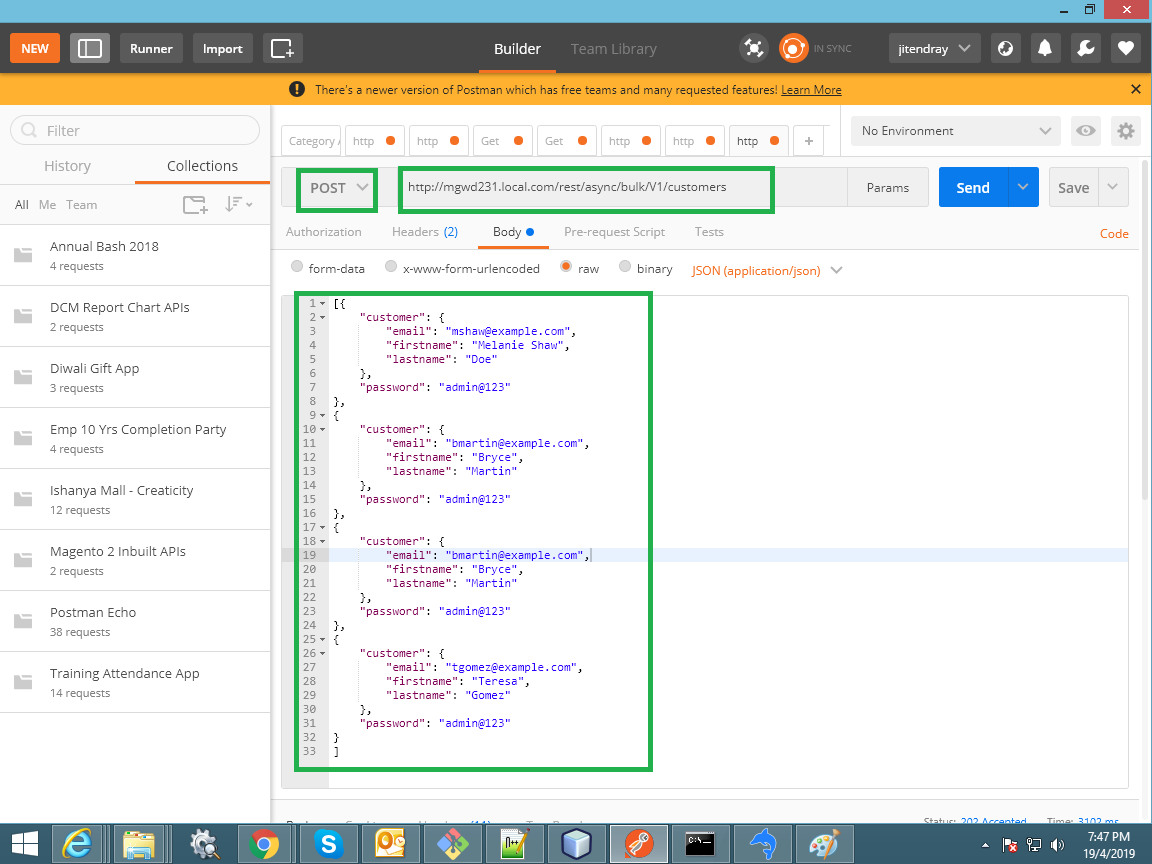 NEW
Runner
Import
Builder
Team Library
IN SYNC
jitendray
There's a newer version of Postman which has free teams and many requested features! Learn More
Filter
History
Collections
All Me Team
Annual Bash 2018
4 requests
DCM Report Chart APIs
2 requests
Diwali Gift App
3 requests
Emp 10 Yrs Completion Party
4 requests
Ishanya Mall - Creaticity
12 requests
Magento 2 Inbuilt APIs
2 requests
Postman Echo
38 requests
Training Attendance App
14 requests
Category
http
http
Get
Get
http
http
http
+
No Environment
POST
http://mgwd231.local.com/rest/async/bulk/V1/customers
Params
Send
Save
Authorization
Headers (2)
Body
Pre-request Script
Tests
Code
form-data
x-www-form-urlencoded
raw
binary
JSON (application/json)
1 [{
2 "customer": {
3 "email": "mshaw@example.com",
4 "firstname": "Melanie Shaw",
5 "lastname": "Doe"
6 },
7 "password": "admin@123"
8 },
9 {
10 "customer": {
11 "email": "bmartin@example.com",
12 "firstname": "Bryce",
13 "lastname": "Martin"
14 },
15 "password": "admin@123"
16 },
17 {
18 "customer": {
19 "email": "bmartin@example.com",
20 "firstname": "Bryce",
21 "lastname": "Martin"
22 },
23 "password": "admin@123"
24 },
25 {
26 "customer": {
27 "email": "tgomez@example.com",
28 "firstname": "Teresa",
29 "lastname": "Gomez"
30 },
31 "password": "admin@123"
32 }
33 ]
Status: 202 Accepted
Time: 3102 ms
7:47 PM
19/4/2019